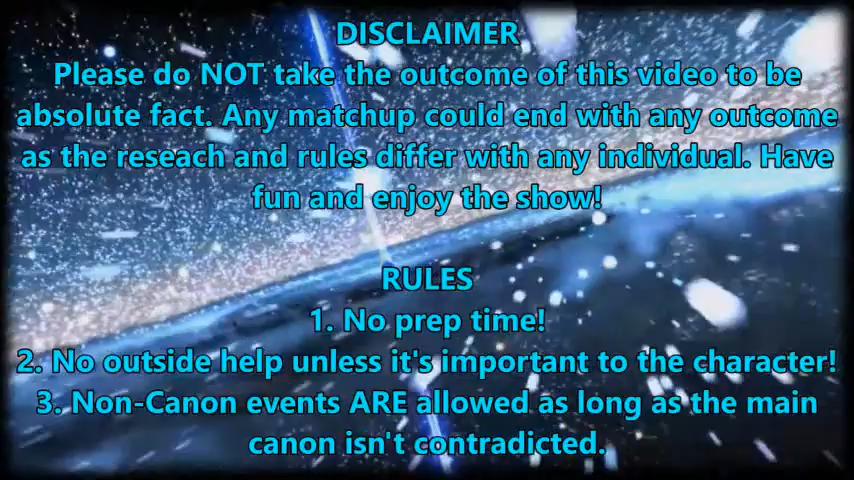 DISCLAIMER
Please do NOT take the outcome of this video to be
absolute fact. Any matchup could end with any outcome
as the reseach and rules differ with any individual. Have
fun and enjoy the show!
RULES
1. No prep time!
2. No outside help unless it's important to the character!
3. Non-Canon events ARE allowed as long as the main
canon isn't contradicted.